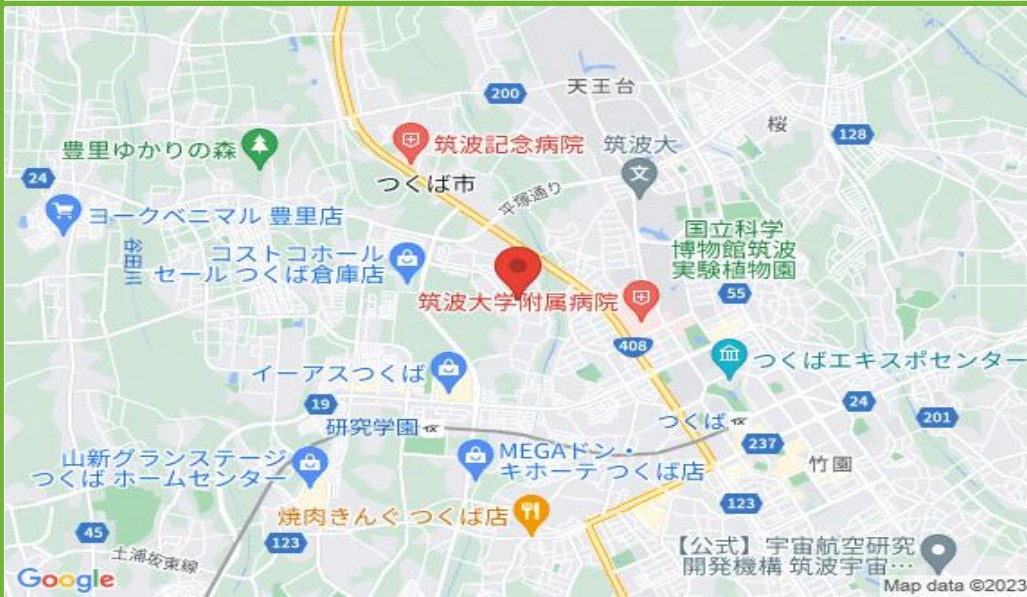 天王台
200
桜
128
筑波記念病院
筑波大
豊里ゆかりの森
24
つくば市
平塚通り
ヨークベニマル 豊里店
国立科学
博物館筑波
実験植物園
谷田川
コストコホール
セール つくば倉庫店
筑波大学附属病院
55
408
つくばエキスポセンター
イーアスつくば
19
24
201
研究学園
つくば
237
山新グランステージ
つくば ホームセンター
MEGAドン・
キホーテ つくば店
竹園
123
焼肉きんぐ つくば店
45
123
土浦坂東線
【公式】宇宙航空研究
開発機構 筑波宇宙…
Google
Map data ©2023